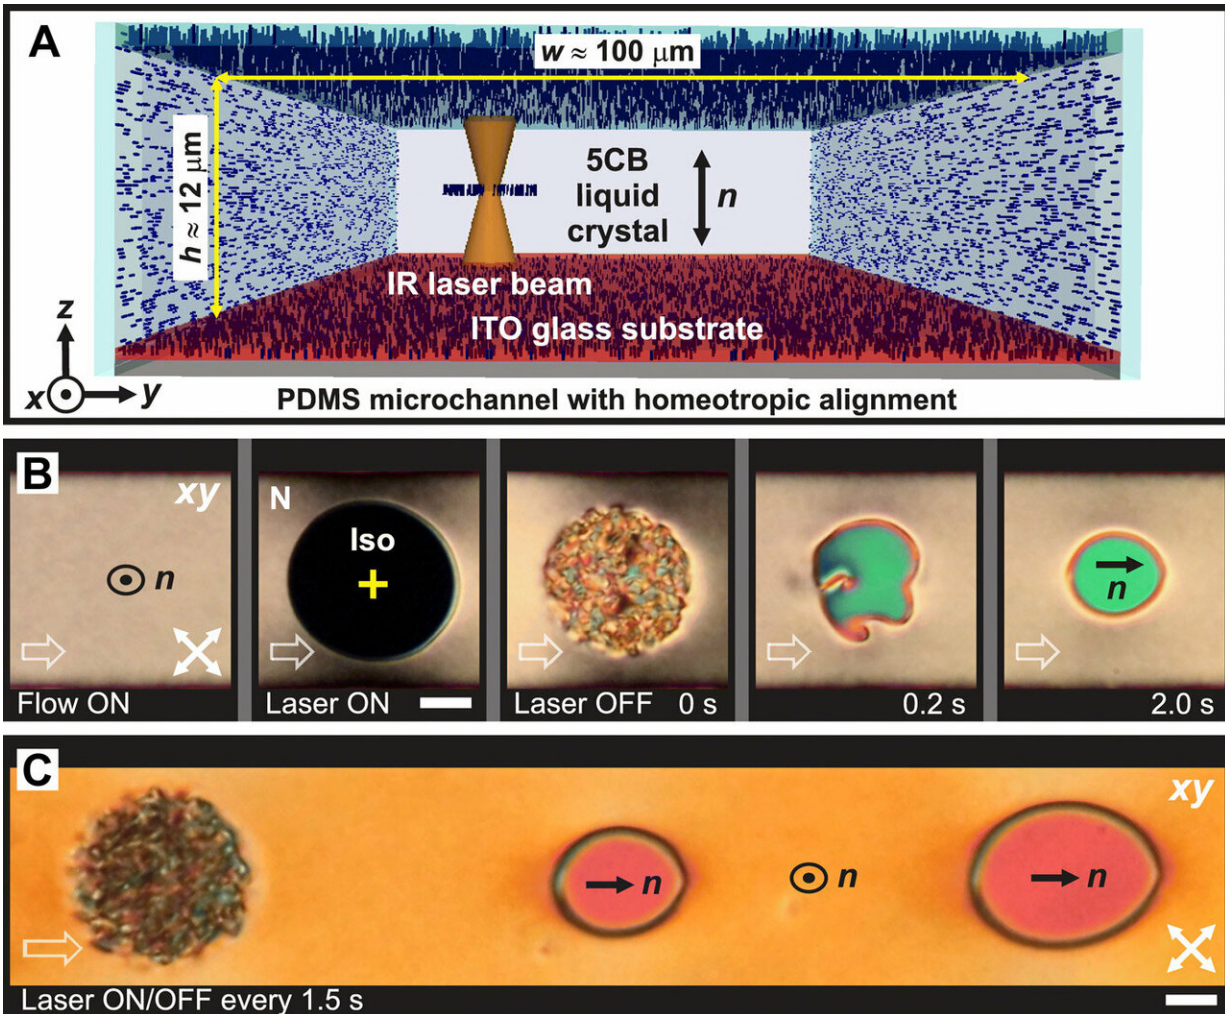 A
w ≈ 100 μm
h ≈ 12 μm
5CB
liquid
crystal
n
IR laser beam
ITO glass substrate
z
x
y
PDMS microchannel with homeotropic alignment
B
xy
n
Flow ON
N
Iso
Laser ON
Laser OFF 0 s
0.2 s
n
2.0 s
C
xy
n
n
n
Laser ON/OFF every 1.5 s